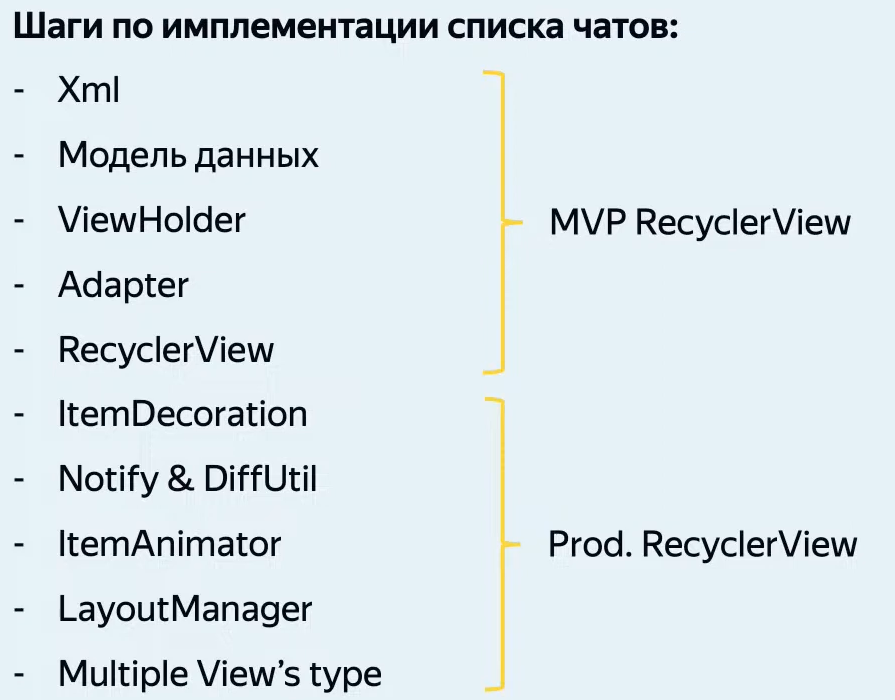 Шаги по имплементации списка чатов:
- Xml
- Модель данных
- ViewHolder
- Adapter
- RecyclerView
- ItemDecoration
- Notify & DiffUtil
- ItemAnimator
- LayoutManager
- Multiple View’s type
MVP RecyclerView
Prod. RecyclerView